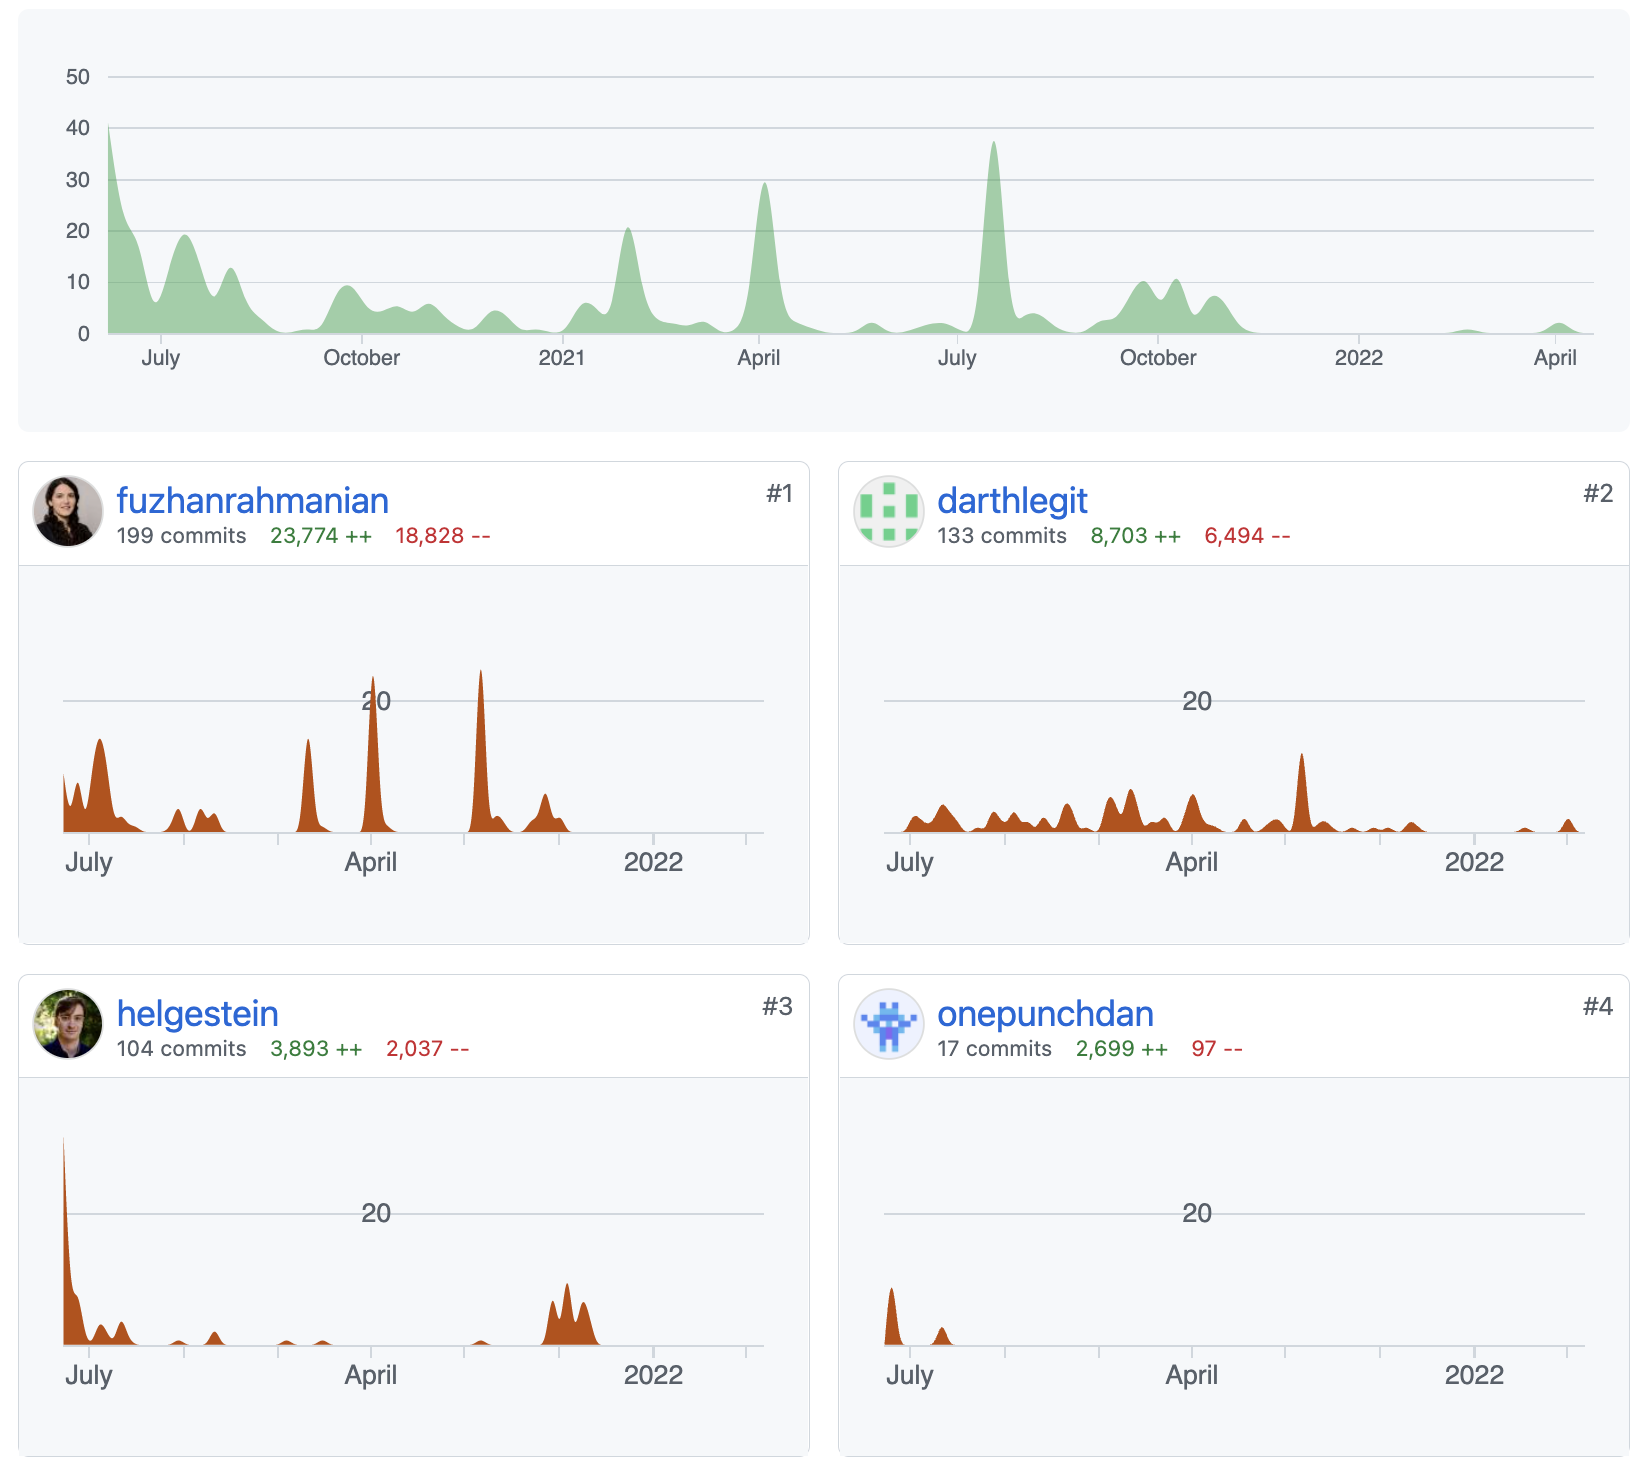 50
40
30
20
10
0
July October 2021 April July October 2022 April
fuzhanrahmanian #1
199 commits 23,774 ++ 18,828 --
20
July April 2022
darthlegit #2
133 commits 8,703 ++ 6,494 --
20
July April 2022
helgestein #3
104 commits 3,893 ++ 2,037 --
20
July April 2022
onepunchdan #4
17 commits 2,699 ++ 97 --
20
July April 2022